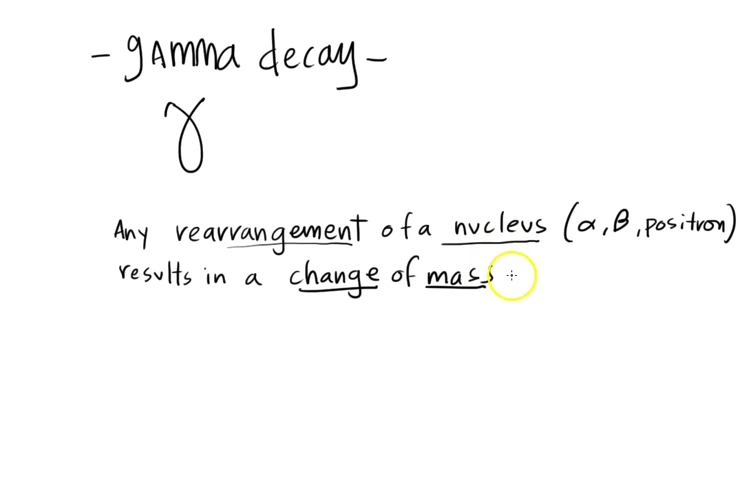 - gamma decay -
γ
Any rearrangement of a nucleus (α, β, positron)
results in a change of mass